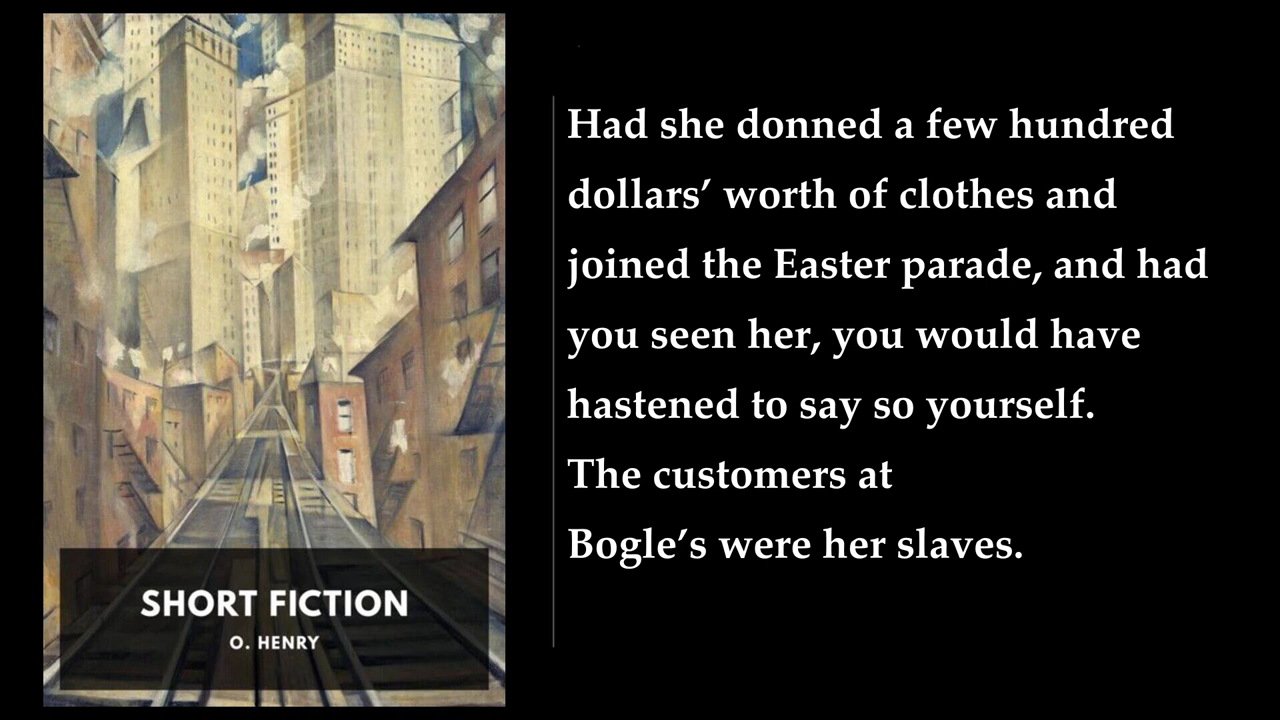 SHORT FICTION
O. HENRY
Had she donned a few hundred
dollars’ worth of clothes and
joined the Easter parade, and had
you seen her, you would have
hastened to say so yourself.
The customers at
Bogle’s were her slaves.